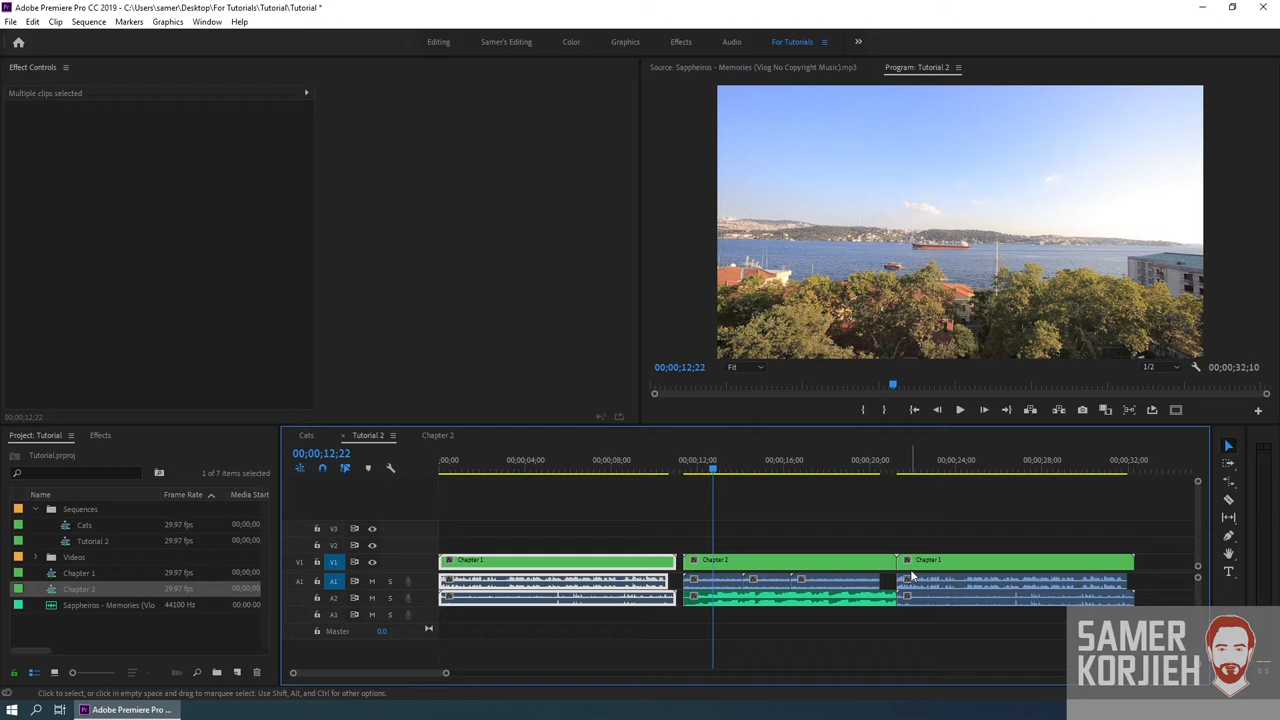 Adobe Premiere Pro CC 2019 - C:\Users\samer\Desktop\For Tutorials\Tutorial\Tutorial *
File Edit Clip Sequence Markers Graphics Window Help
Editing Samer's Editing Color Graphics Effects Audio For Tutorials
Effect Controls
Source: Sappheiros - Memories (Vlog No Copyright Music).mp3 Program: Tutorial 2
Multiple clips selected
00;00;12;22 Fit 1/2 00;00;32;10
00;00;12;22
Project: Tutorial Effects
Cats × Tutorial 2 Chapter 2
Tutorial.prproj
00;00;12;22
1 of 7 items selected
;00;00 00;00;04;00 00;00;08;00 00;00;12;00 00;00;16;00 00;00;20;00 00;00;24;00 00;00;28;00 00;00;32;00
Name Frame Rate Media Start
Sequences
Cats 29.97 fps 00;00;00
Tutorial 2 29.97 fps 00;00;00
Videos
Chapter 1 29.97 fps 00;00;00
Chapter 2 29.97 fps 00;00;00
Sappheiros - Memories (Vlo 44100 Hz 00:00:00
V3
V2
V1 V1 Chapter 1 Chapter 2 Chapter 1
A1 A1 M S
A2 M S
A3 M S
Master 0.0
SAMER
KORJIEH
S S
Click to select, or click in empty space and drag to marquee select. Use Shift, Alt, and Ctrl for other options.
Adobe Premiere Pro ...